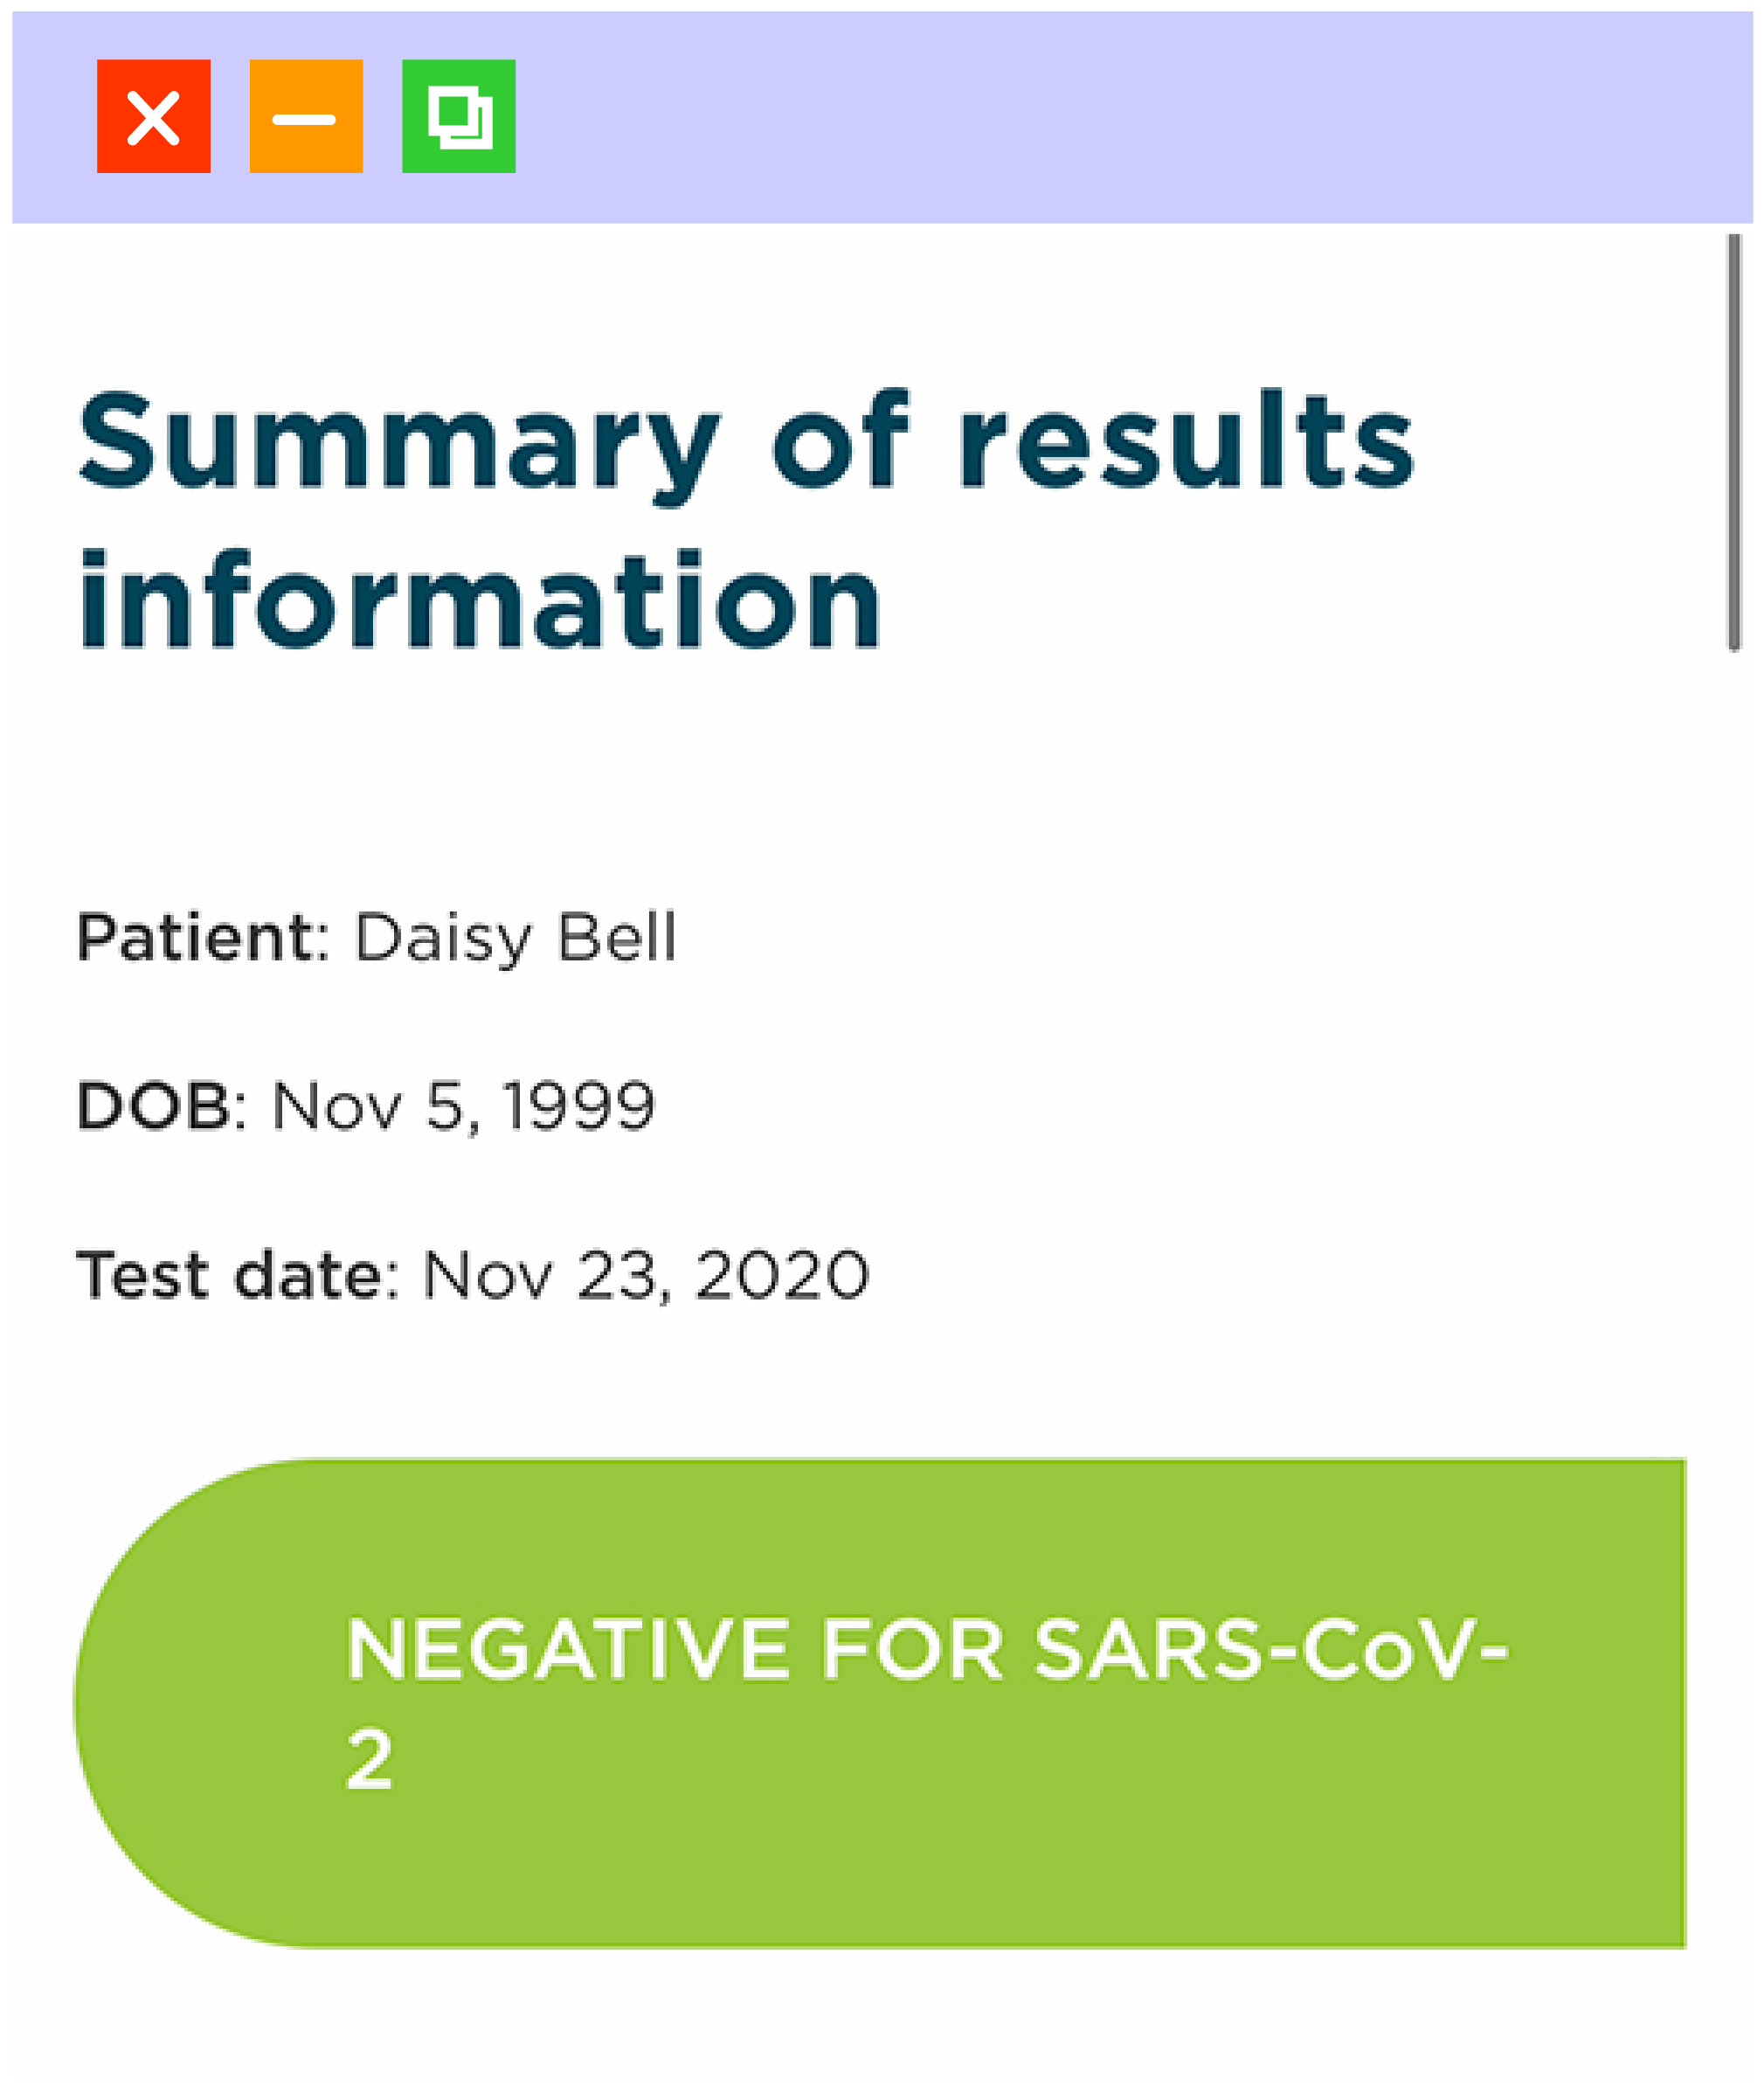 Summary of results
information
Patient: Daisy Bell
DOB: Nov 5, 1999
Test date: Nov 23, 2020
NEGATIVE FOR SARS-CoV-
2